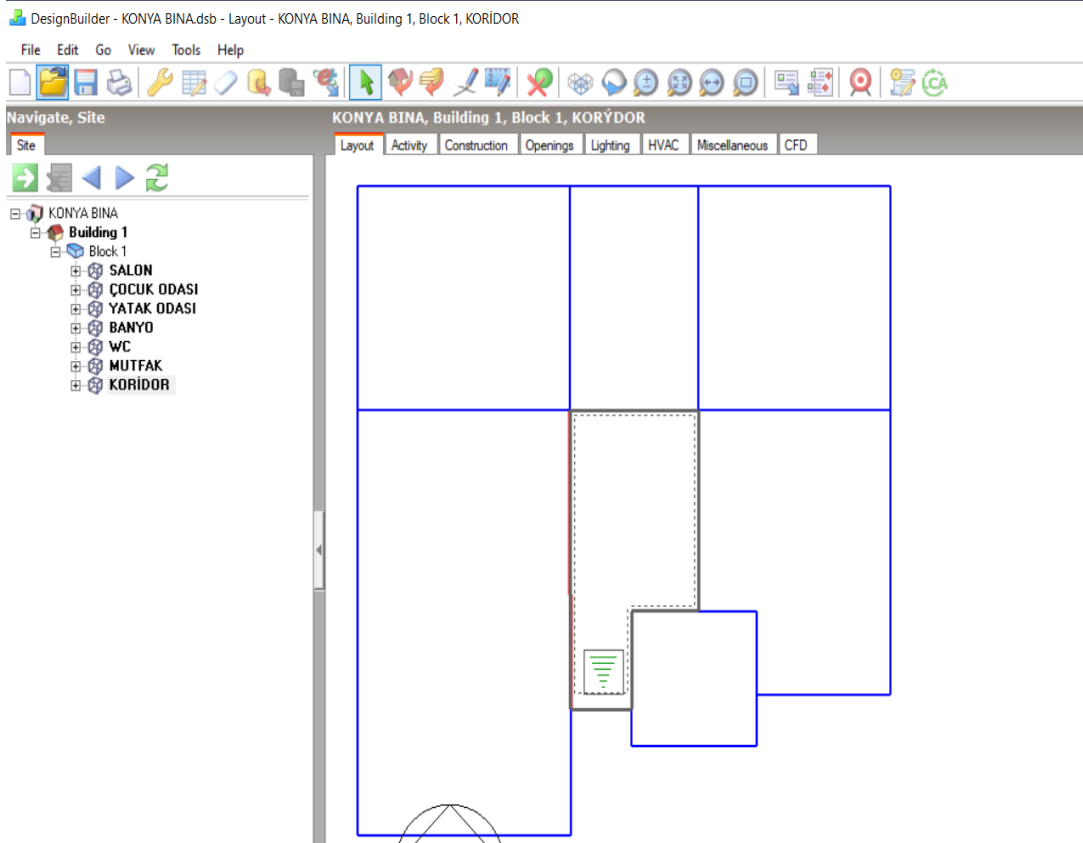 DesignBuilder - KONYA BINA.dsb - Layout - KONYA BINA, Building 1, Block 1, KORİDOR
File Edit Go View Tools Help
Navigate, Site
KONYA BINA, Building 1, Block 1, KORÝDOR
Site
Layout Activity Construction Openings Lighting HVAC Miscellaneous CFD
KONYA BINA
Building 1
Block 1
SALON
ÇOCUK ODASI
YATAK ODASI
BANYO
WC
MUTFAK
KORİDOR